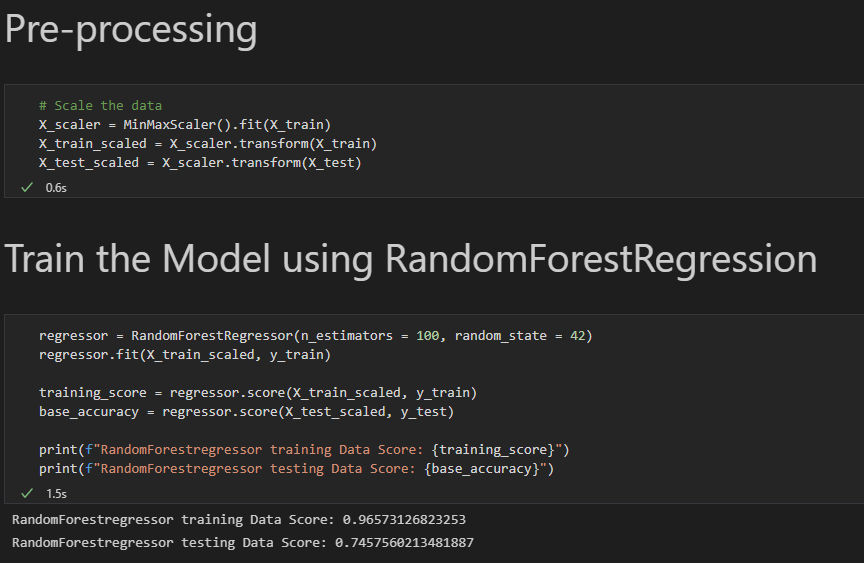 Pre-processing
# Scale the data
X_scaler = MinMaxScaler().fit(X_train)
X_train_scaled = X_scaler.transform(X_train)
X_test_scaled = X_scaler.transform(X_test)
0.6s
Train the Model using RandomForestRegression
regressor = RandomForestRegressor(n_estimators = 100, random_state = 42)
regressor.fit(X_train_scaled, y_train)
training_score = regressor.score(X_train_scaled, y_train)
base_accuracy = regressor.score(X_test_scaled, y_test)
print(f"RandomForestregressor training Data Score: {training_score}")
print(f"RandomForestregressor testing Data Score: {base_accuracy}")
1.5s
RandomForestregressor training Data Score: 0.96573126823253
RandomForestregressor testing Data Score: 0.7457560213481887